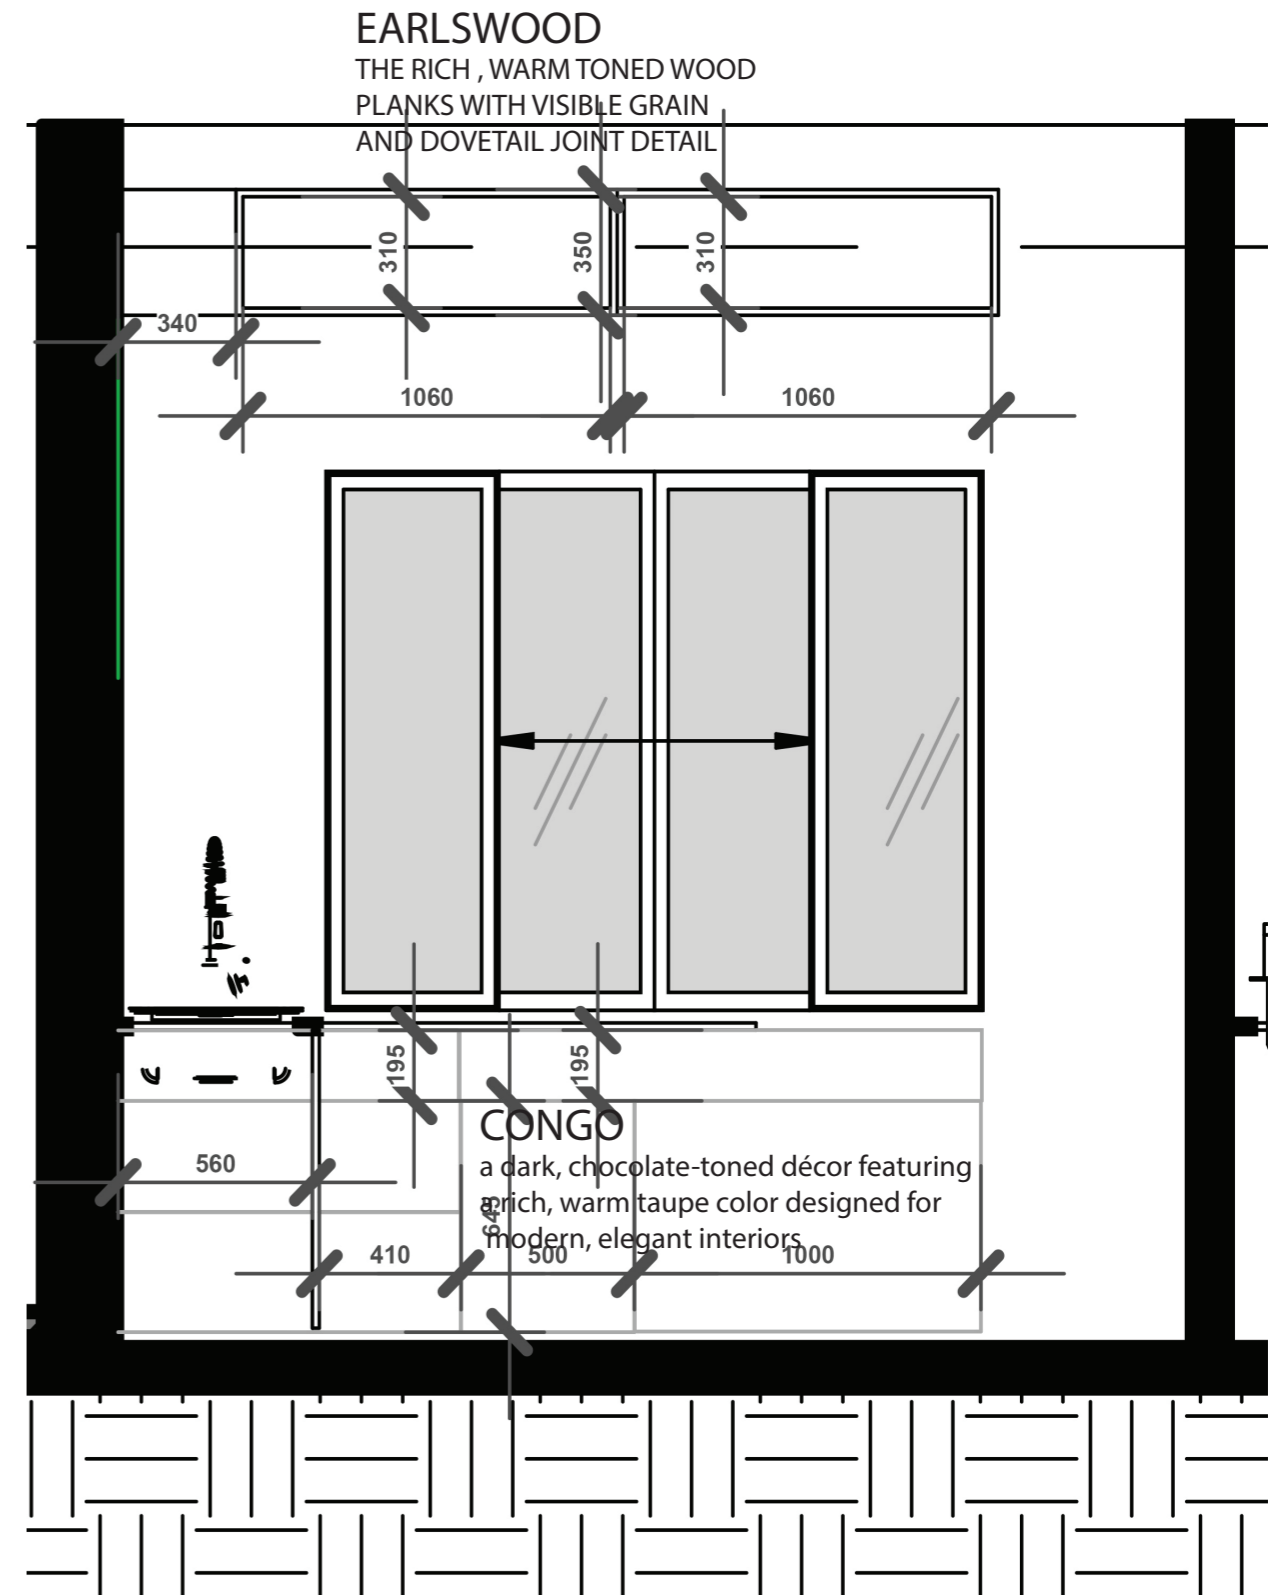 EARLSWOOD
THE RICH , WARM TONED WOOD
PLANKS WITH VISIBLE GRAIN
AND DOVETAIL JOINT DETAIL
310
350
310
340
1060
1060
195
195
CONGO
a dark, chocolate-toned décor featuring
a rich, warm taupe color designed for
modern, elegant interiors
560
645
410
500
1000